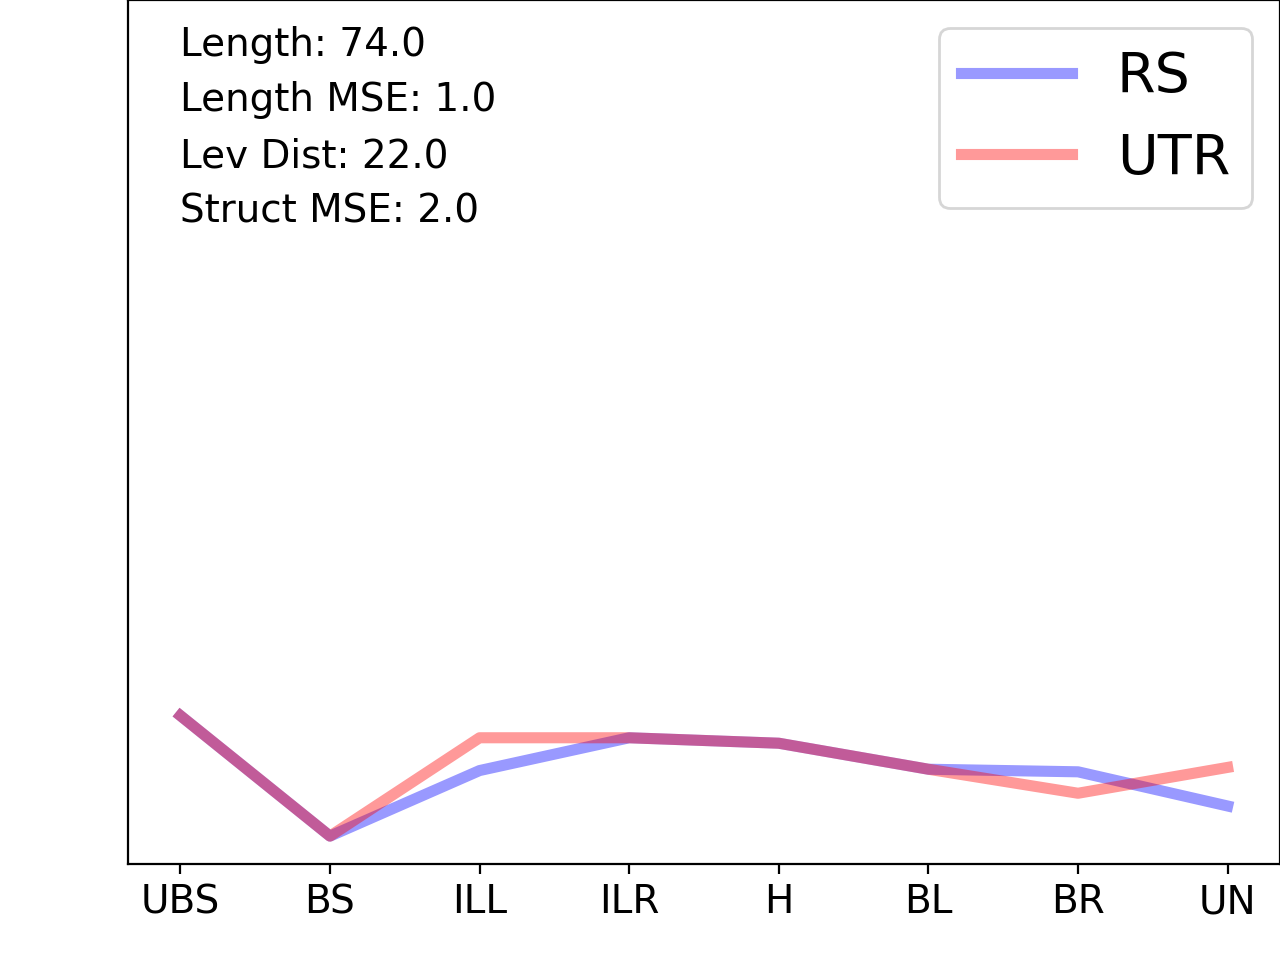 Length: 74.0
Length MSE: 1.0
Lev Dist: 22.0
Struct MSE: 2.0
RS
UTR
UBS BS ILL ILR H BL BR UN